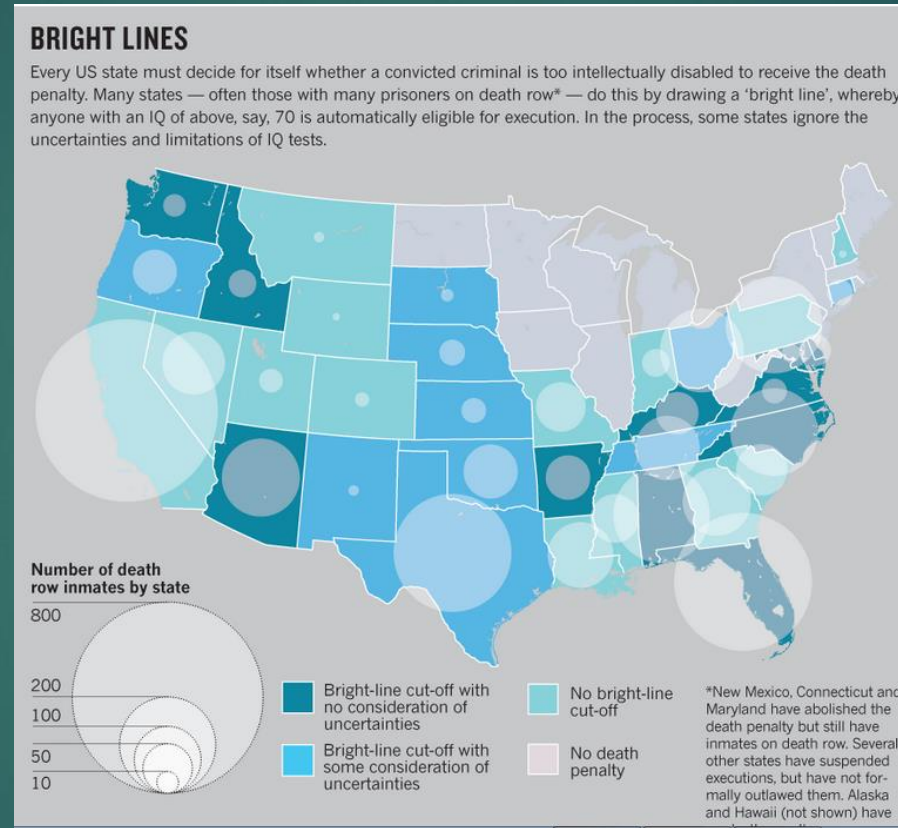 BRIGHT LINES
Every US state must decide for itself whether a convicted criminal is too intellectually disabled to receive the death
penalty. Many states — often those with many prisoners on death row* — do this by drawing a ‘bright line’, whereby
anyone with an IQ of above, say, 70 is automatically eligible for execution. In the process, some states ignore the
uncertainties and limitations of IQ tests.
Number of death
row inmates by state
800
200
100
50
10
Bright-line cut-off with
no consideration of
uncertainties
Bright-line cut-off with
some consideration of
uncertainties
No bright-line
cut-off
No death
penalty
*New Mexico, Connecticut and
Maryland have abolished the
death penalty but still have
inmates on death row. Several
other states have suspended
executions, but have not for-
mally outlawed them. Alaska
and Hawaii (not shown) have